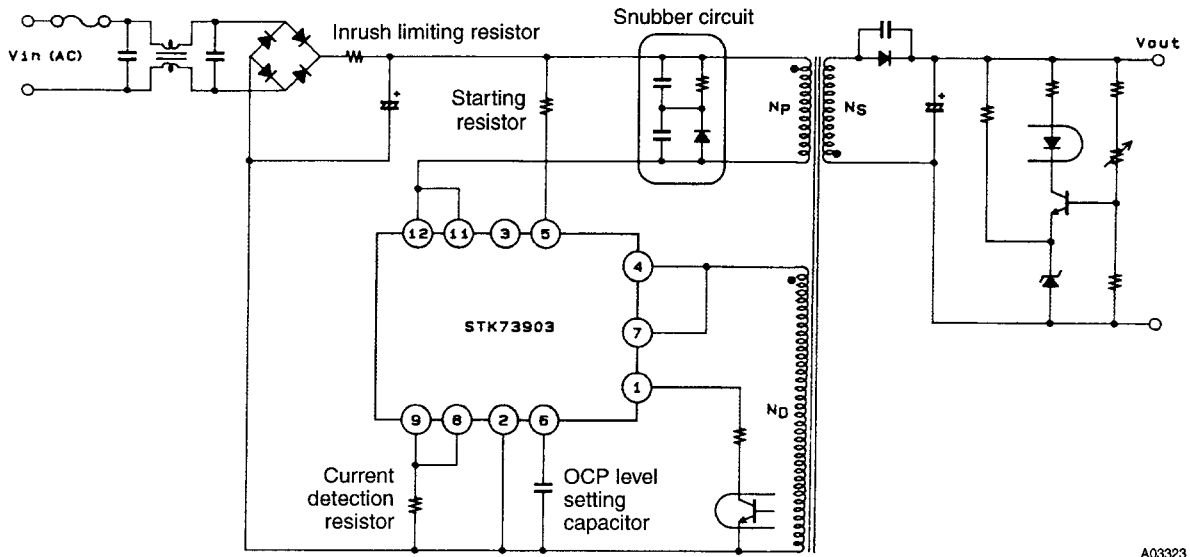 Snubber circuit
Inrush limiting resistor
Vin (AC)
Vout
Starting
resistor
NP
NS
12
11
3
5
4
STK73903
7
1
ND
9
8
2
6
Current
detection
resistor
OCP level
setting
capacitor
+
+
A03323